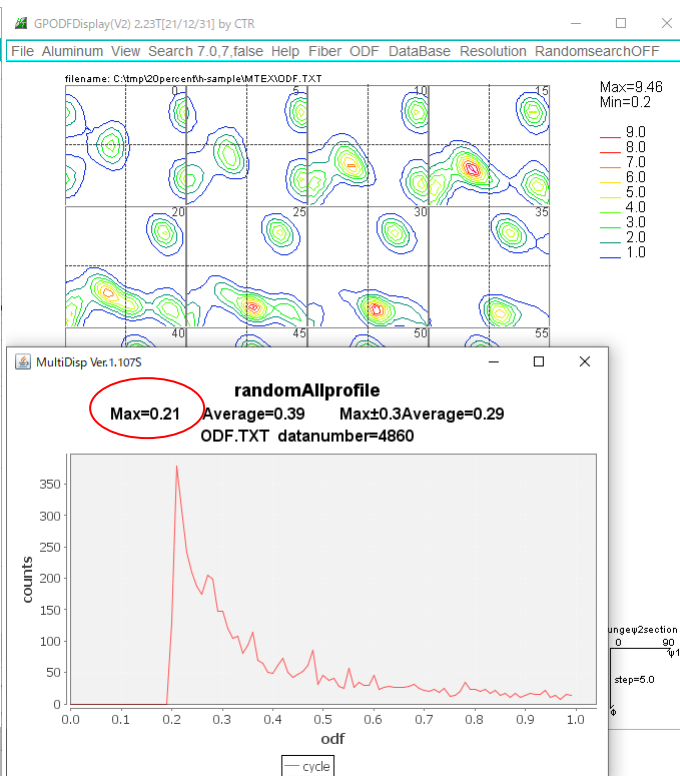 GPODFDisplay(V2) 2.23T[21/12/31] by CTR
File Aluminum View Search 7.0,7,false Help Fiber ODF DataBase Resolution RandomsearchOFF
filename: C:\tmp\20percent\h-sample\MTEX\ODF.TXT
0 5 10 15
Max=9.46
Min=0.2
9.0
8.0
7.0
6.0
5.0
4.0
3.0
2.0
1.0
20 25 30 35
40 45 50 55
MultiDisp Ver.1.107S
randomAllprofile
Max=0.21 Average=0.39 Max±0.3Average=0.29
ODF.TXT datanumber=4860
counts
350
300
250
200
150
100
50
0
0.0 0.1 0.2 0.3 0.4 0.5 0.6 0.7 0.8 0.9 1.0
odf
cycle
ungeψ2section
0 90
ψ1
step=5.0